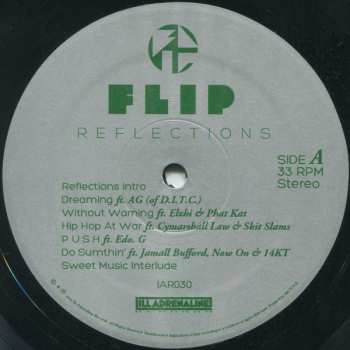 FLIP
REFLECTIONS
SIDE A
33 RPM
Stereo
Reflections Intro
Dreaming ft. AG (of D.I.T.C.)
Without Warning ft. Elzhi & Phat Kat
Hip Hop At War ft. Cymarshall Law & Shit Slams
P U S H ft. Edo. G
Do Sumthin' ft. Jamall Bufford, Now On & 14KT
Sweet Music Interlude
IAR030
ILL ADRENALINE